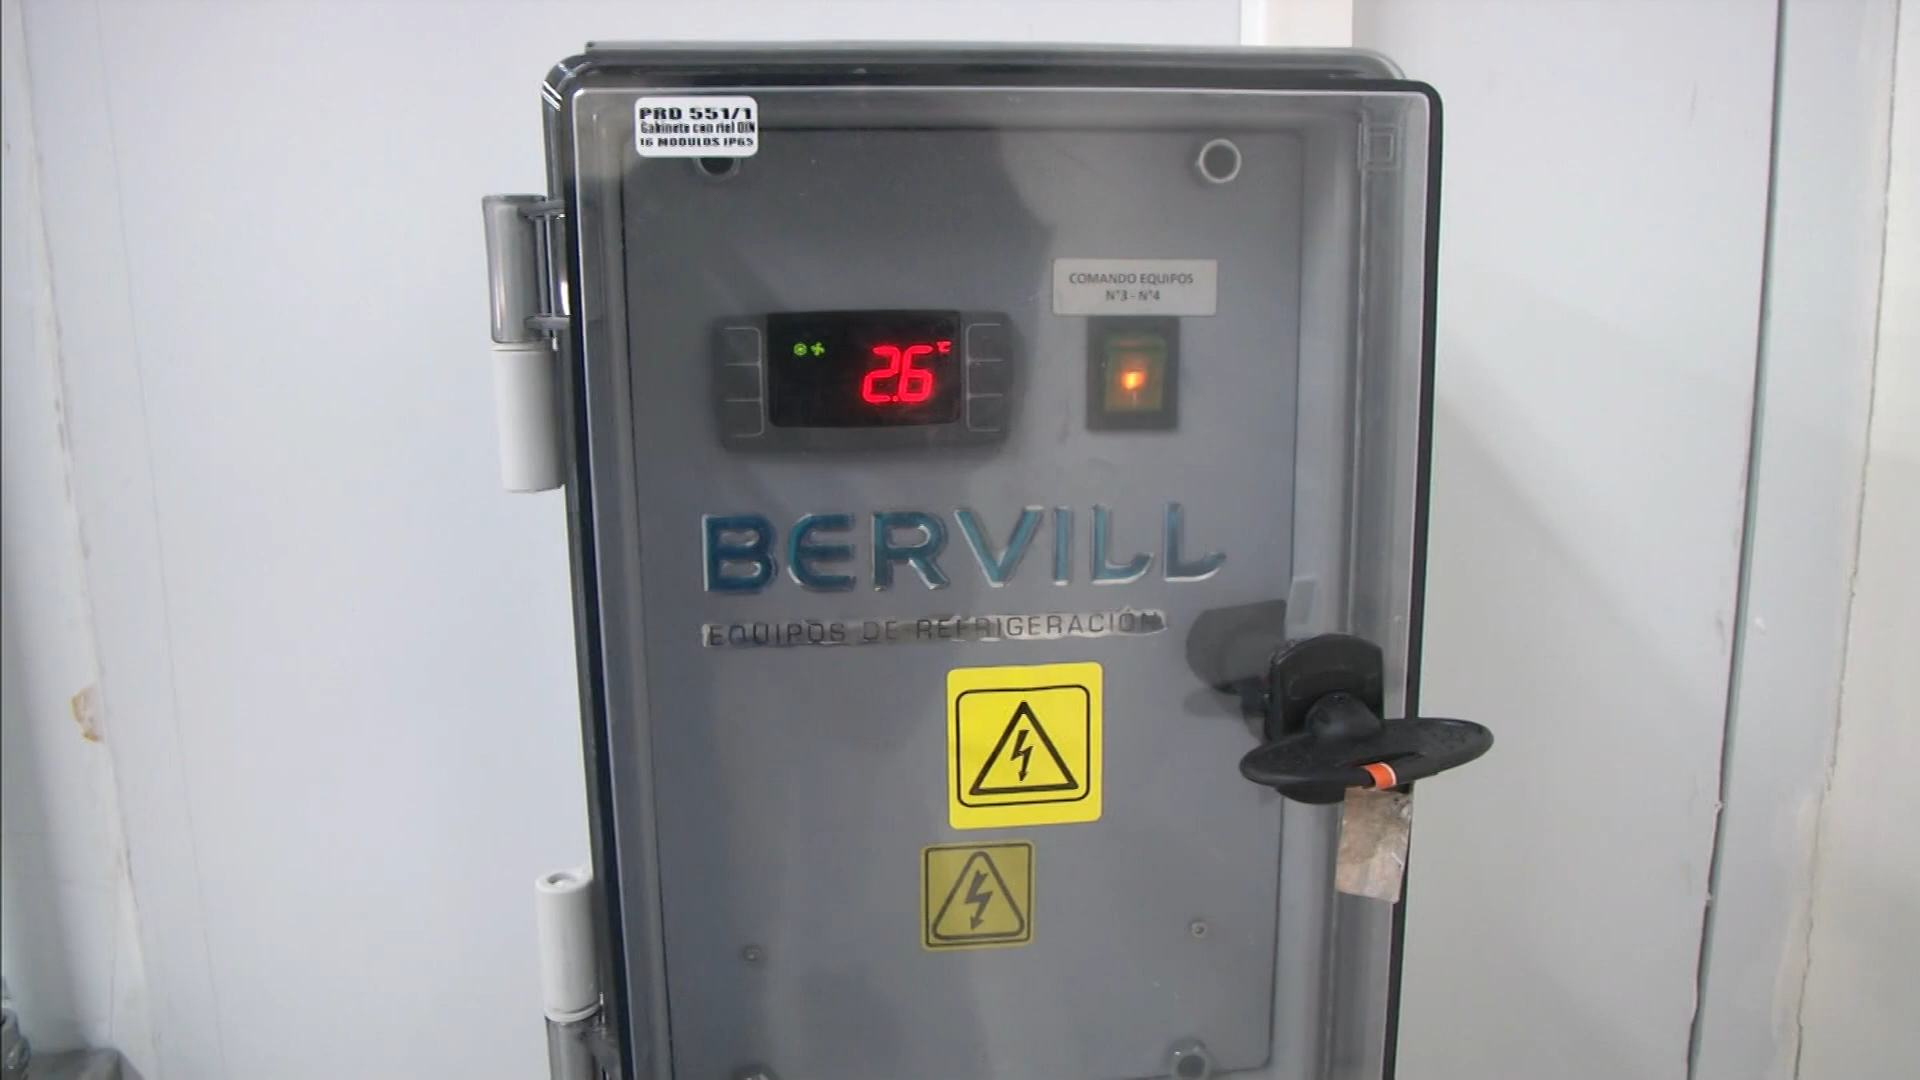 PRD 551/1
Gabinete con riel DIN
16 MODULOS IP65
COMANDO EQUIPOS
N°3 - N°4
2.6 °C
BERVILL
EQUIPOS DE REFRIGERACIÓN